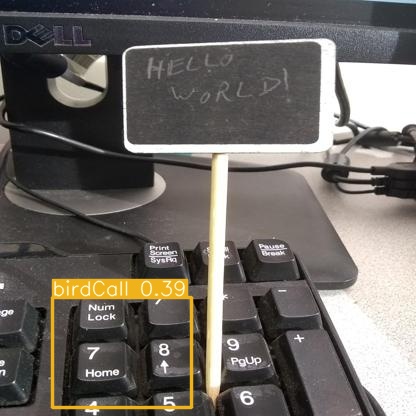 DELL
HELLO
WORLD!
Print
Screen
SysRq
Pause
Break
birdCall 0.39
Num
Lock
/
*
-
7
Home
8
↑
9
PgUp
+
4
5
6